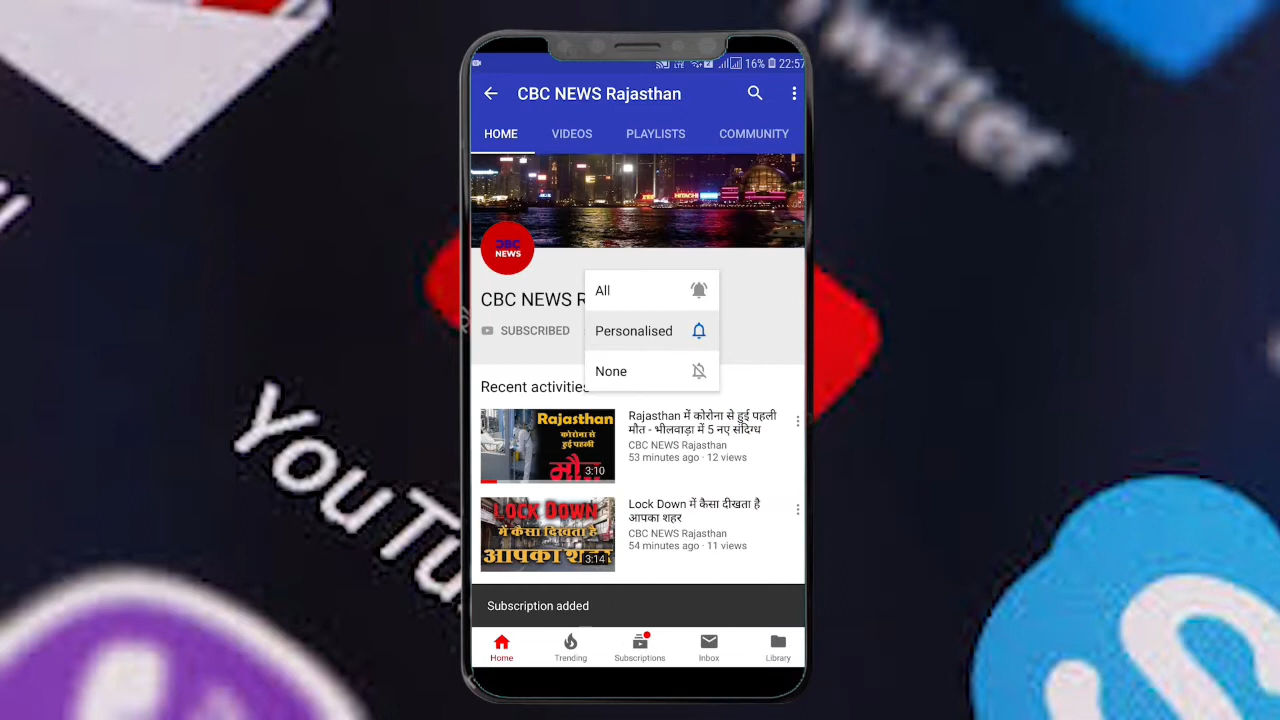 16% 22:57
CBC NEWS Rajasthan
HOME VIDEOS PLAYLISTS COMMUNITY
HITACHI
NEWS
CBC NEWS R
All
SUBSCRIBED
Personalised
None
Recent activities
Rajasthan
कोरोना से
हुई पहली
मौत
3:10
Rajasthan में कोरोना से हुई पहली
मौत - भीलवाड़ा में 5 नए संदिग्ध
CBC NEWS Rajasthan
53 minutes ago · 12 views
LOCK DOWN
में कैसा दिखता है
आपका शहर
3:14
Lock Down में कैसा दीखता है
आपका शहर
CBC NEWS Rajasthan
54 minutes ago · 11 views
Subscription added
Home Trending Subscriptions Inbox Library
YouTu
S